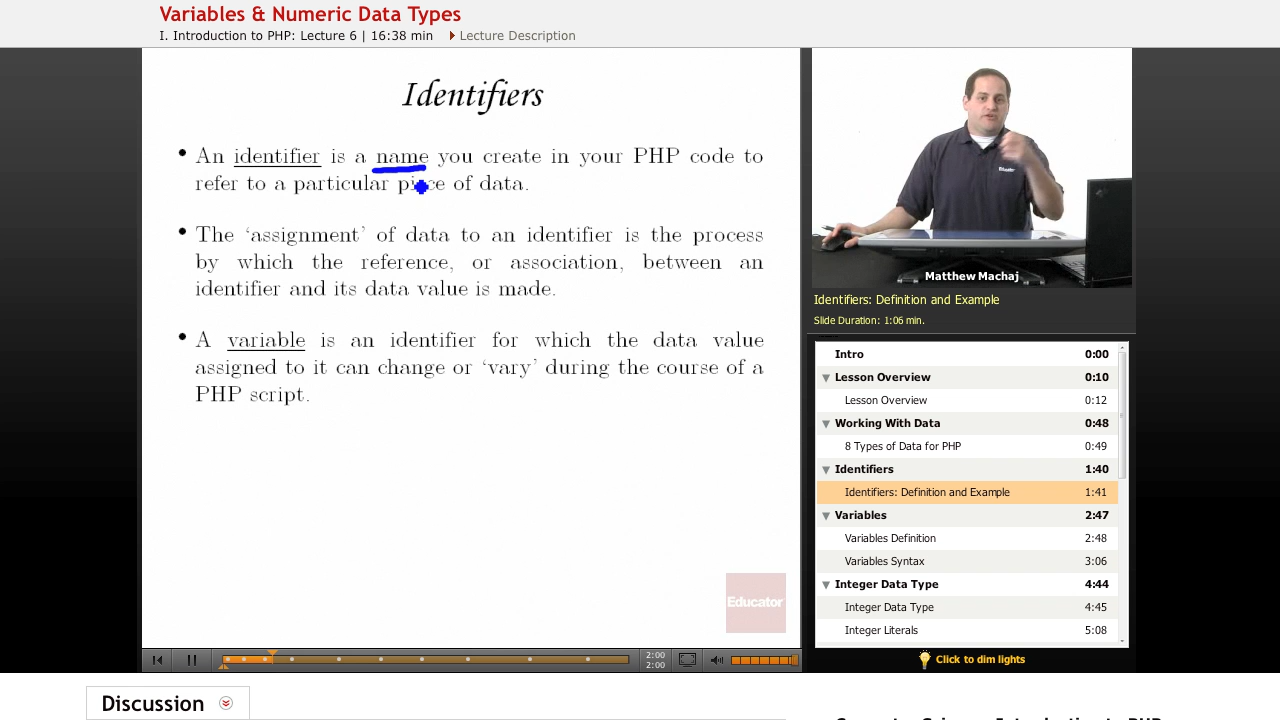 Variables & Numeric Data Types
I. Introduction to PHP: Lecture 6 | 16:38 min Lecture Description
Identifiers
• An identifier is a name you create in your PHP code to
refer to a particular piece of data.
• The ‘assignment’ of data to an identifier is the process
by which the reference, or association, between an
identifier and its data value is made.
• A variable is an identifier for which the data value
assigned to it can change or ‘vary’ during the course of a
PHP script.
Educator
2:00
2:00
Educator
Matthew Machaj
Identifiers: Definition and Example
Slide Duration: 1:06 min.
Intro 0:00
Lesson Overview 0:10
Lesson Overview 0:12
Working With Data 0:48
8 Types of Data for PHP 0:49
Identifiers 1:40
Identifiers: Definition and Example 1:41
Variables 2:47
Variables Definition 2:48
Variables Syntax 3:06
Integer Data Type 4:44
Integer Data Type 4:45
Integer Literals 5:08
Click to dim lights
Discussion